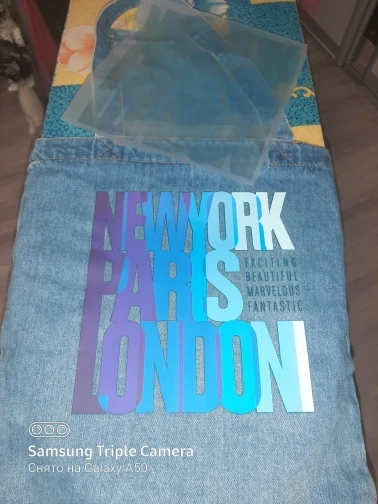 NEWYORK
PARIS
EXCITING
BEAUTIFUL
MARVELOUS -
FANTASTIC
LONDON
Samsung Triple Camera
Снято на Galaxy A50